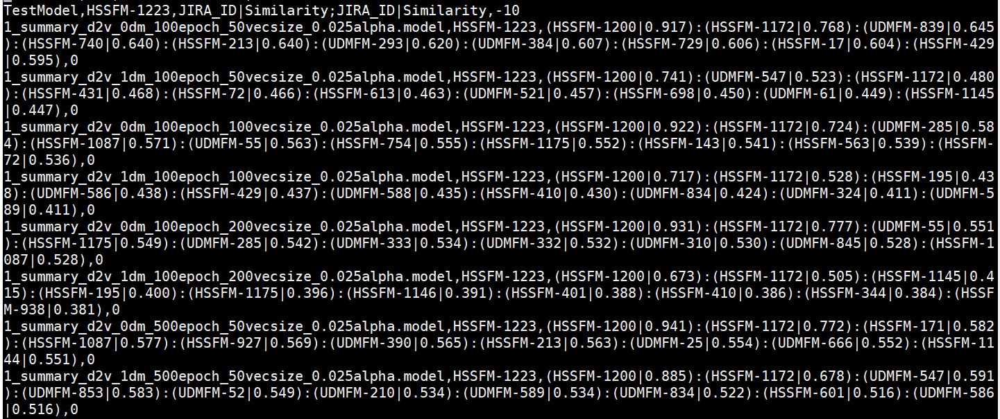 TestModel,HSSFM-1223,JIRA_ID|Similarity;JIRA_ID|Similarity,-10
1_summary_d2v_0dm_100epoch_50vecsize_0.025alpha.model,HSSFM-1223,(HSSFM-1200|0.917):(HSSFM-1172|0.768):(UDMFM-839|0.645
):(HSSFM-740|0.640):(HSSFM-213|0.640):(UDMFM-293|0.620):(UDMFM-384|0.607):(HSSFM-729|0.606):(HSSFM-17|0.604):(HSSFM-429
|0.595),0
1_summary_d2v_1dm_100epoch_50vecsize_0.025alpha.model,HSSFM-1223,(HSSFM-1200|0.741):(UDMFM-547|0.523):(HSSFM-1172|0.480
):(HSSFM-431|0.468):(HSSFM-72|0.466):(HSSFM-613|0.463):(UDMFM-521|0.457):(HSSFM-698|0.450):(UDMFM-61|0.449):(HSSFM-1145
|0.447),0
1_summary_d2v_0dm_100epoch_100vecsize_0.025alpha.model,HSSFM-1223,(HSSFM-1200|0.922):(HSSFM-1172|0.724):(UDMFM-285|0.58
4):(HSSFM-1087|0.571):(UDMFM-55|0.563):(HSSFM-754|0.555):(HSSFM-1175|0.552):(HSSFM-143|0.541):(HSSFM-563|0.539):(HSSFM-
72|0.536),0
1_summary_d2v_1dm_100epoch_100vecsize_0.025alpha.model,HSSFM-1223,(HSSFM-1200|0.717):(HSSFM-1172|0.528):(HSSFM-195|0.43
8):(UDMFM-586|0.438):(HSSFM-429|0.437):(UDMFM-588|0.435):(HSSFM-410|0.430):(UDMFM-834|0.424):(UDMFM-324|0.411):(UDMFM-5
89|0.411),0
1_summary_d2v_0dm_100epoch_200vecsize_0.025alpha.model,HSSFM-1223,(HSSFM-1200|0.931):(HSSFM-1172|0.777):(UDMFM-55|0.551
):(HSSFM-1175|0.549):(UDMFM-285|0.542):(UDMFM-333|0.534):(UDMFM-332|0.532):(UDMFM-310|0.530):(UDMFM-845|0.528):(HSSFM-1
087|0.528),0
1_summary_d2v_1dm_100epoch_200vecsize_0.025alpha.model,HSSFM-1223,(HSSFM-1200|0.673):(HSSFM-1172|0.505):(HSSFM-1145|0.4
15):(HSSFM-195|0.400):(HSSFM-1175|0.396):(HSSFM-1146|0.391):(HSSFM-401|0.388):(HSSFM-410|0.386):(HSSFM-344|0.384):(HSSF
M-938|0.381),0
1_summary_d2v_0dm_500epoch_50vecsize_0.025alpha.model,HSSFM-1223,(HSSFM-1200|0.941):(HSSFM-1172|0.772):(HSSFM-171|0.582
):(HSSFM-1087|0.577):(HSSFM-927|0.569):(UDMFM-390|0.565):(HSSFM-213|0.563):(UDMFM-25|0.554):(UDMFM-666|0.552):(HSSFM-11
44|0.551),0
1_summary_d2v_1dm_500epoch_50vecsize_0.025alpha.model,HSSFM-1223,(HSSFM-1200|0.885):(HSSFM-1172|0.678):(UDMFM-547|0.591
):(UDMFM-853|0.583):(UDMFM-52|0.549):(UDMFM-210|0.534):(UDMFM-589|0.534):(UDMFM-834|0.522):(HSSFM-601|0.516):(UDMFM-586
|0.516),0